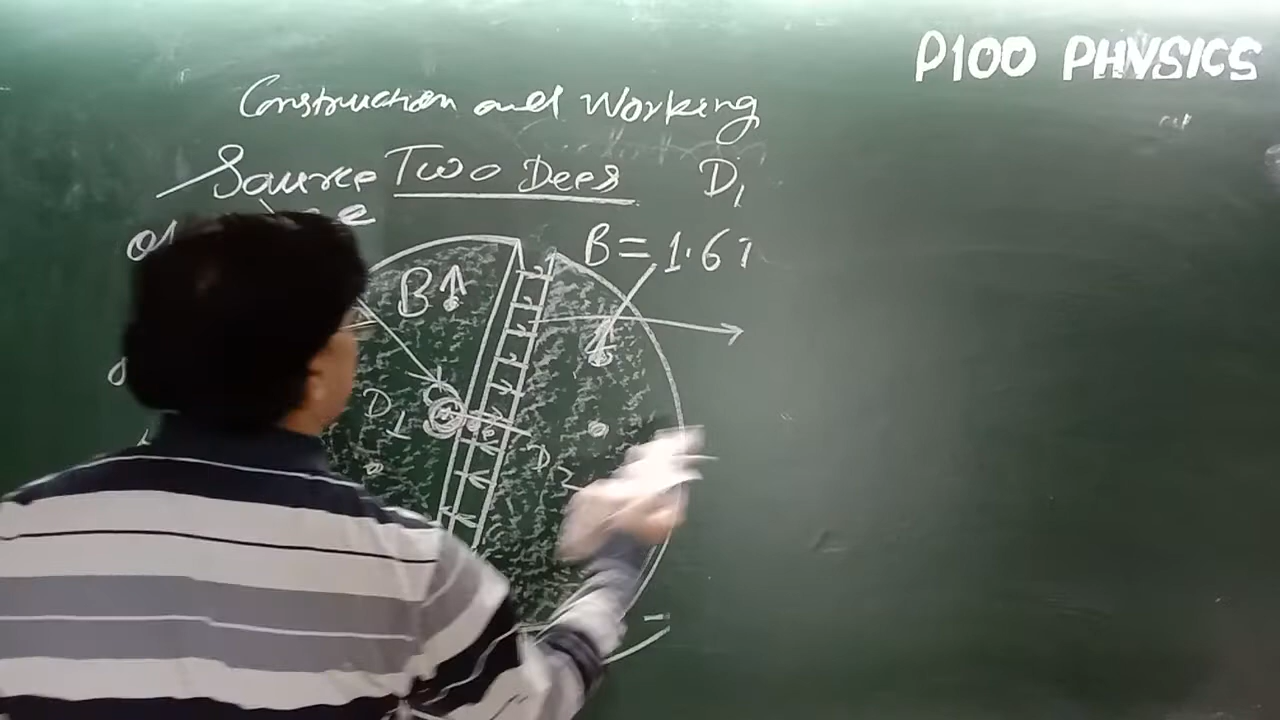 P100 PHYSICS
Construction and Working
Source Two Dees D1
B = 1.6T
B
D1
D2